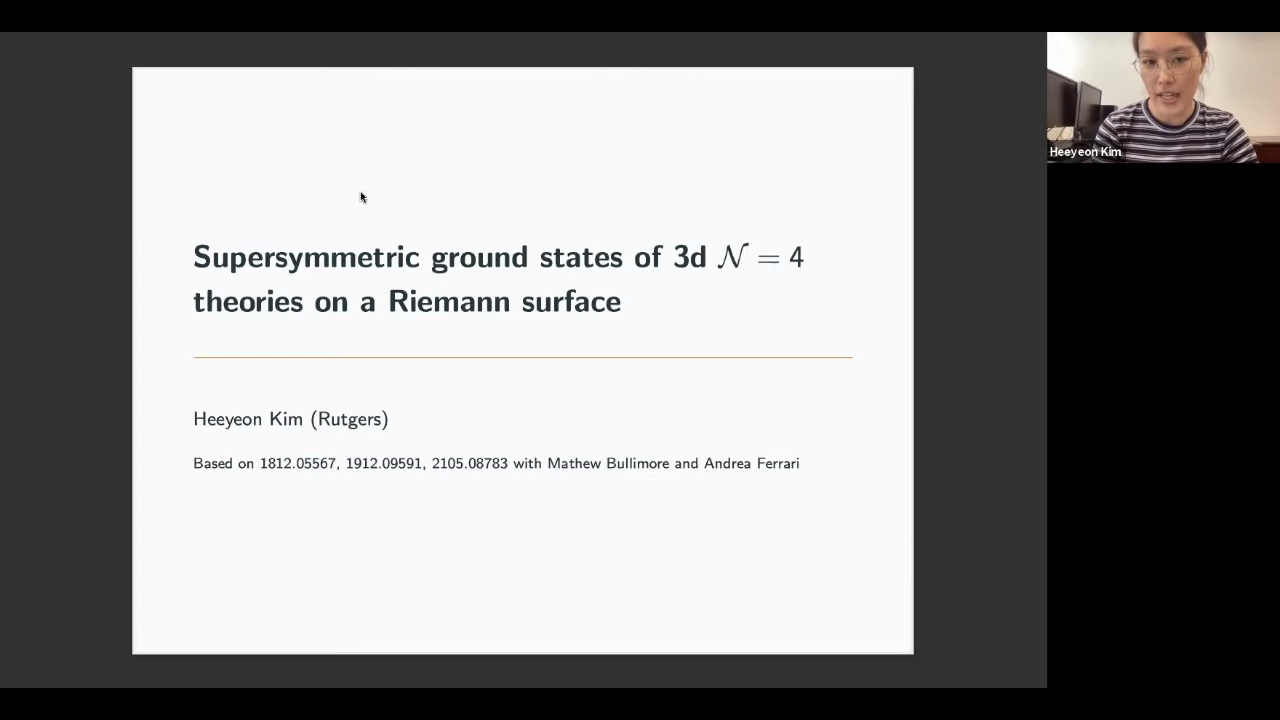 Supersymmetric ground states of 3d 𝒩 = 4
theories on a Riemann surface
Heeyeon Kim (Rutgers)
Based on 1812.05567, 1912.09591, 2105.08783 with Mathew Bullimore and Andrea Ferrari
Heeyeon Kim